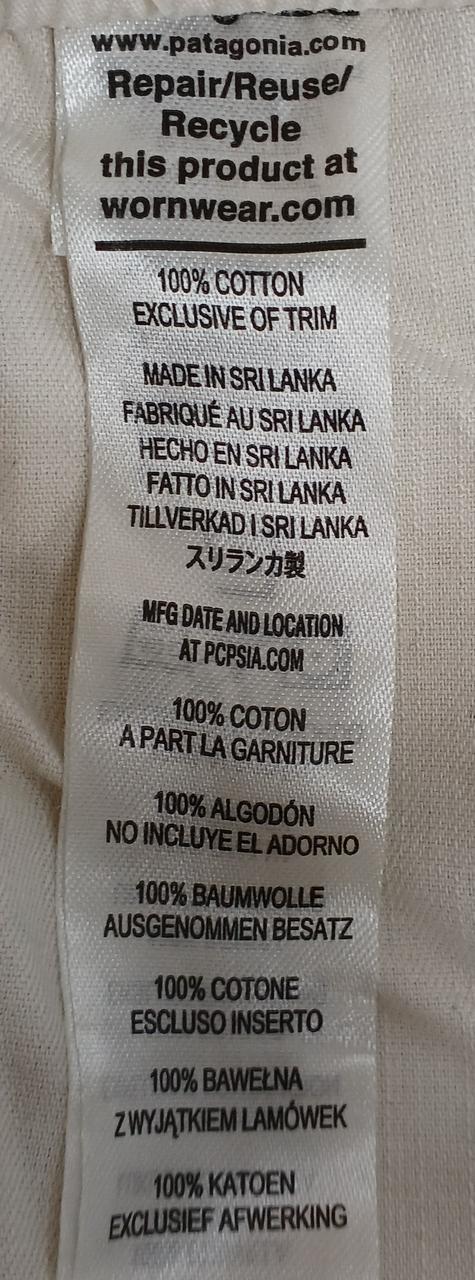 www.patagonia.com
Repair/Reuse/
Recycle
this product at
wornwear.com
100% COTTON
EXCLUSIVE OF TRIM
MADE IN SRI LANKA
FABRIQUÉ AU SRI LANKA
HECHO EN SRI LANKA
FATTO IN SRI LANKA
TILLVERKAD I SRI LANKA
スリランカ製
MFG DATE AND LOCATION
AT PCPSIA.COM
100% COTON
A PART LA GARNITURE
100% ALGODÓN
NO INCLUYE EL ADORNO
100% BAUMWOLLE
AUSGENOMMEN BESATZ
100% COTONE
ESCLUSO INSERTO
100% BAWEŁNA
Z WYJĄTKIEM LAMÓWEK
100% KATOEN
EXCLUSIEF AFWERKING